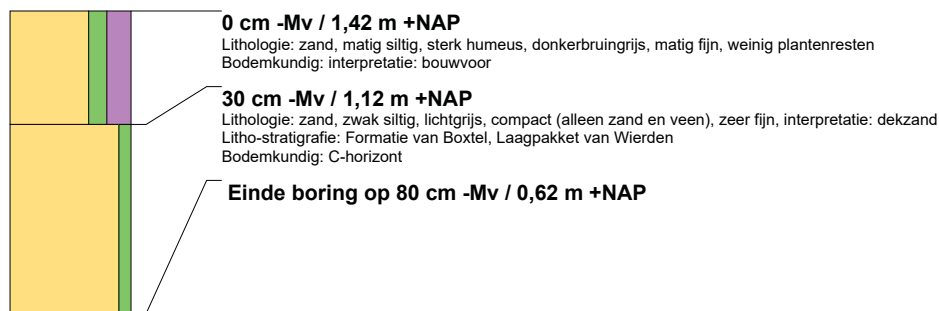 0 cm -Mv / 1,42 m +NAP
Lithologie: zand, matig siltig, sterk humeus, donkerbruingrijs, matig fijn, weinig plantenresten
Bodemkundig: interpretatie: bouwvoor
30 cm -Mv / 1,12 m +NAP
Lithologie: zand, zwak siltig, lichtgrijs, compact (alleen zand en veen), zeer fijn, interpretatie: dekzand
Litho-stratigrafie: Formatie van Boxtel, Laagpakket van Wierden
Bodemkundig: C-horizont
Einde boring op 80 cm -Mv / 0,62 m +NAP